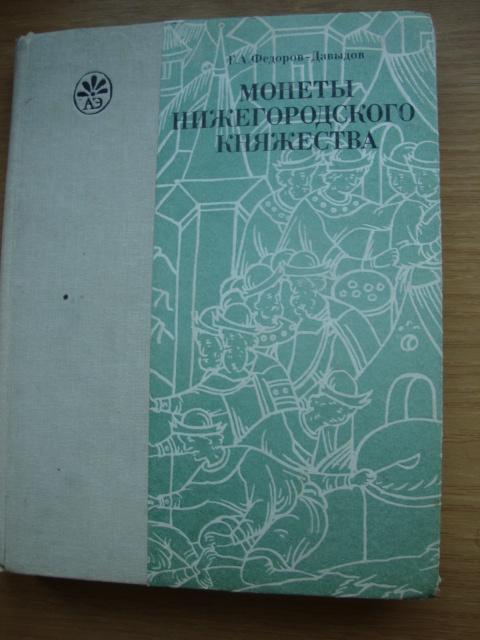 Г.А.Федоров-Давыдов
МОНЕТЫ
НИЖЕГОРОДСКОГО
КНЯЖЕСТВА
АЭ